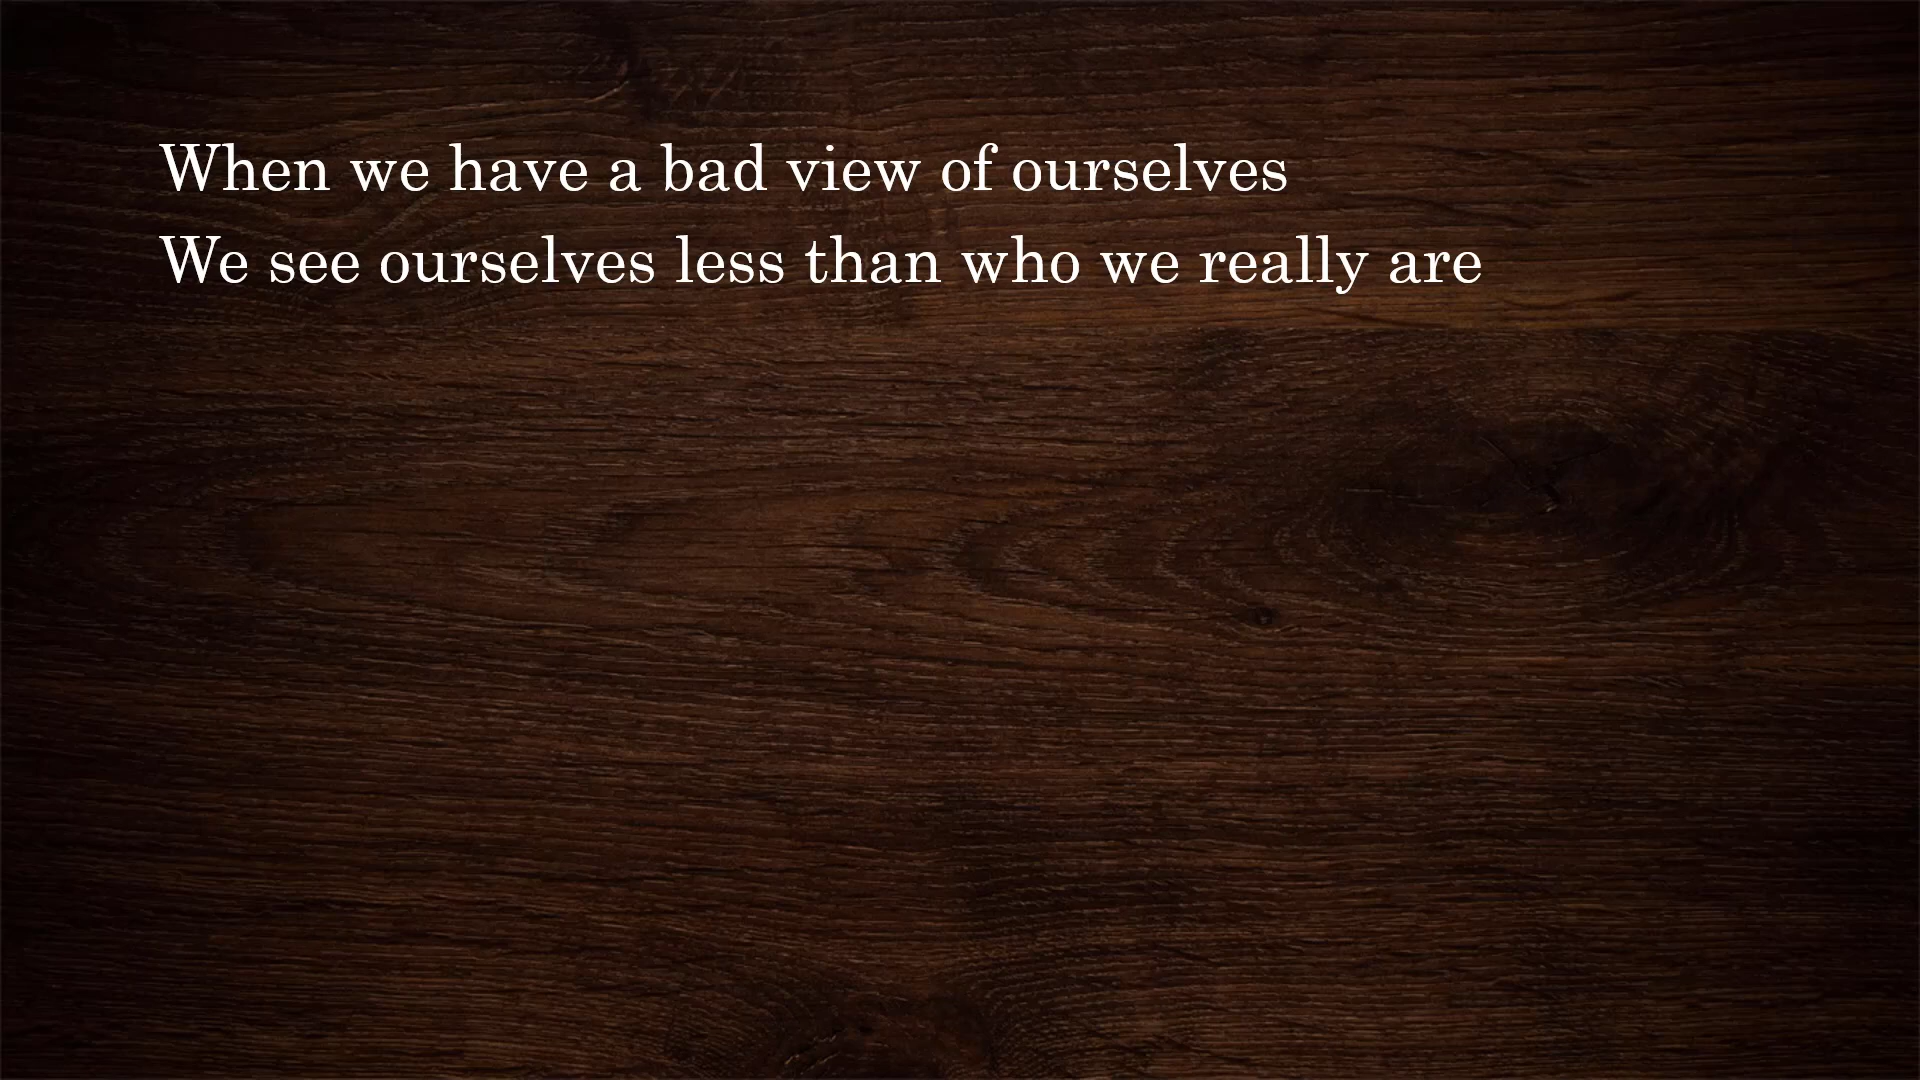 When we have a bad view of ourselves
We see ourselves less than who we really are